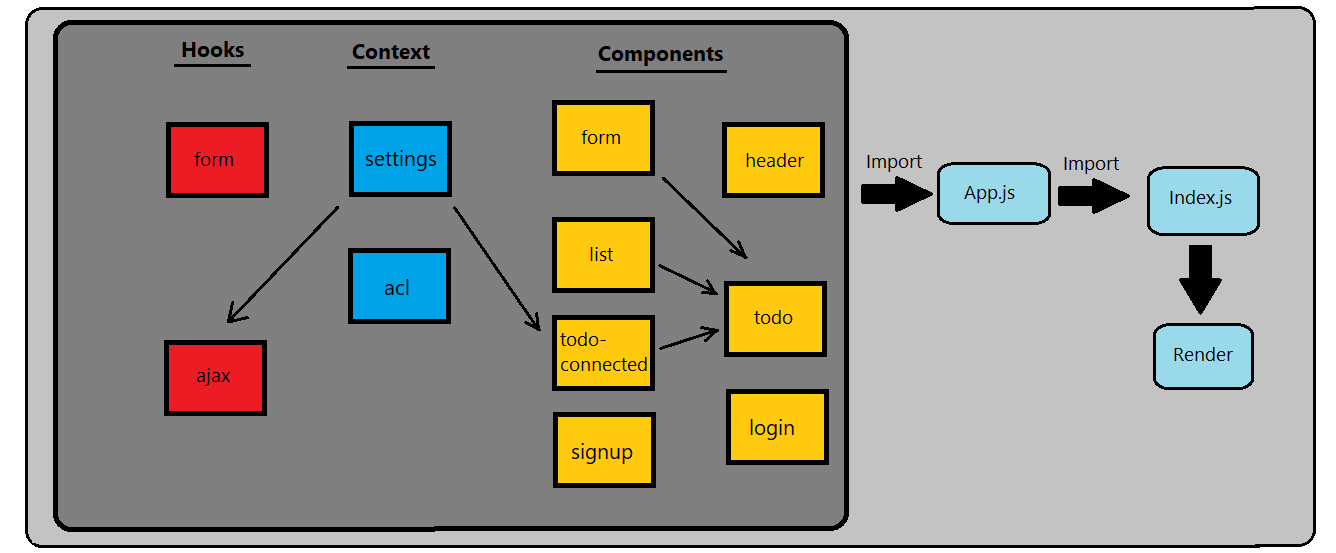 Hooks
Context
Components
form
settings
form
header
list
acl
todo
todo-
connected
ajax
login
signup
Import
App.js
Import
Index.js
Render